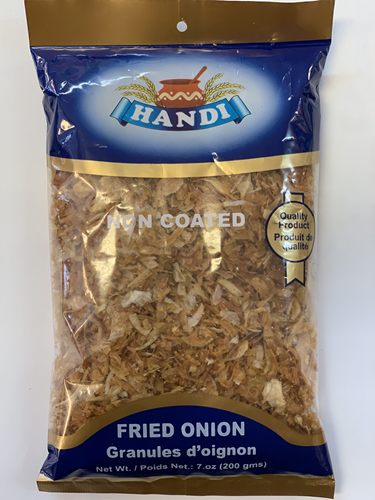 HANDI
NON COATED
Quality
Product
Produit de
qualité
FRIED ONION
Granules d'oignon
Net Wt. / Poids Net.: 7.oz (200 gms)